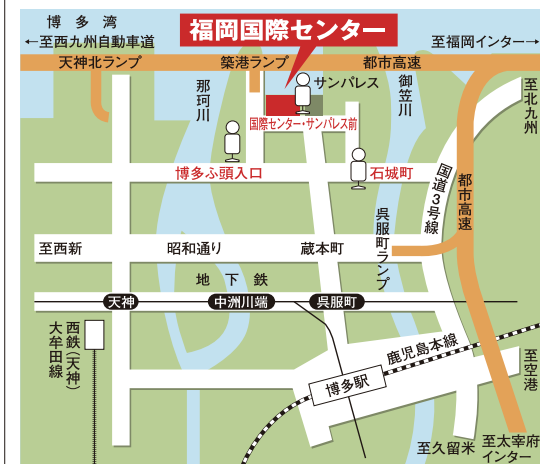 博多湾
福岡国際センター
←至西九州自動車道
至福岡インター→
天神北ランプ
築港ランプ
都市高速
那珂川
サンパレス
御笠川
至北九州
国際センター・サンパレス前
博多ふ頭入口
石城町
国道3号線
都市高速
呉服町ランプ
至西新
昭和通り
蔵本町
地下鉄
天神
中洲川端
呉服町
西鉄(天神)
大牟田線
鹿児島本線
博多駅
至空港
至久留米
至太宰府
インター